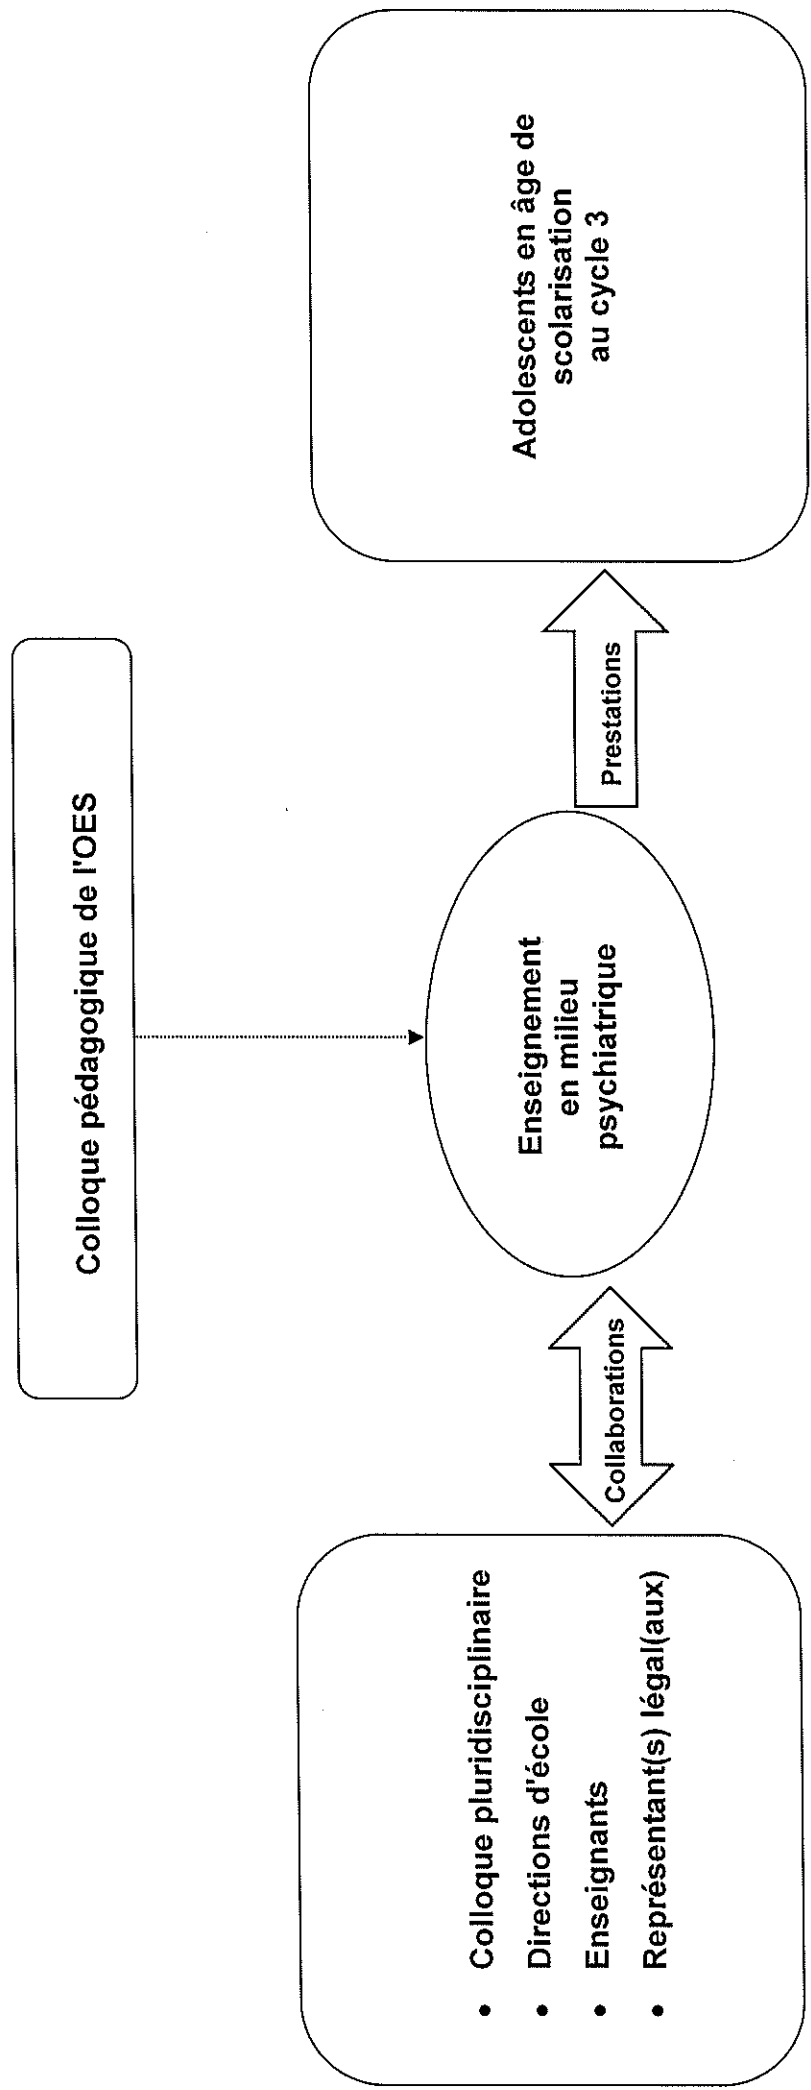 Colloque pédagogique de l'OES
• Colloque pluridisciplinaire
• Directions d'école
• Enseignants
• Représentant(s) légal(aux)
Collaborations
Enseignement
en milieu
psychiatrique
Prestations
Adolescents en âge de
scolarisation
au cycle 3